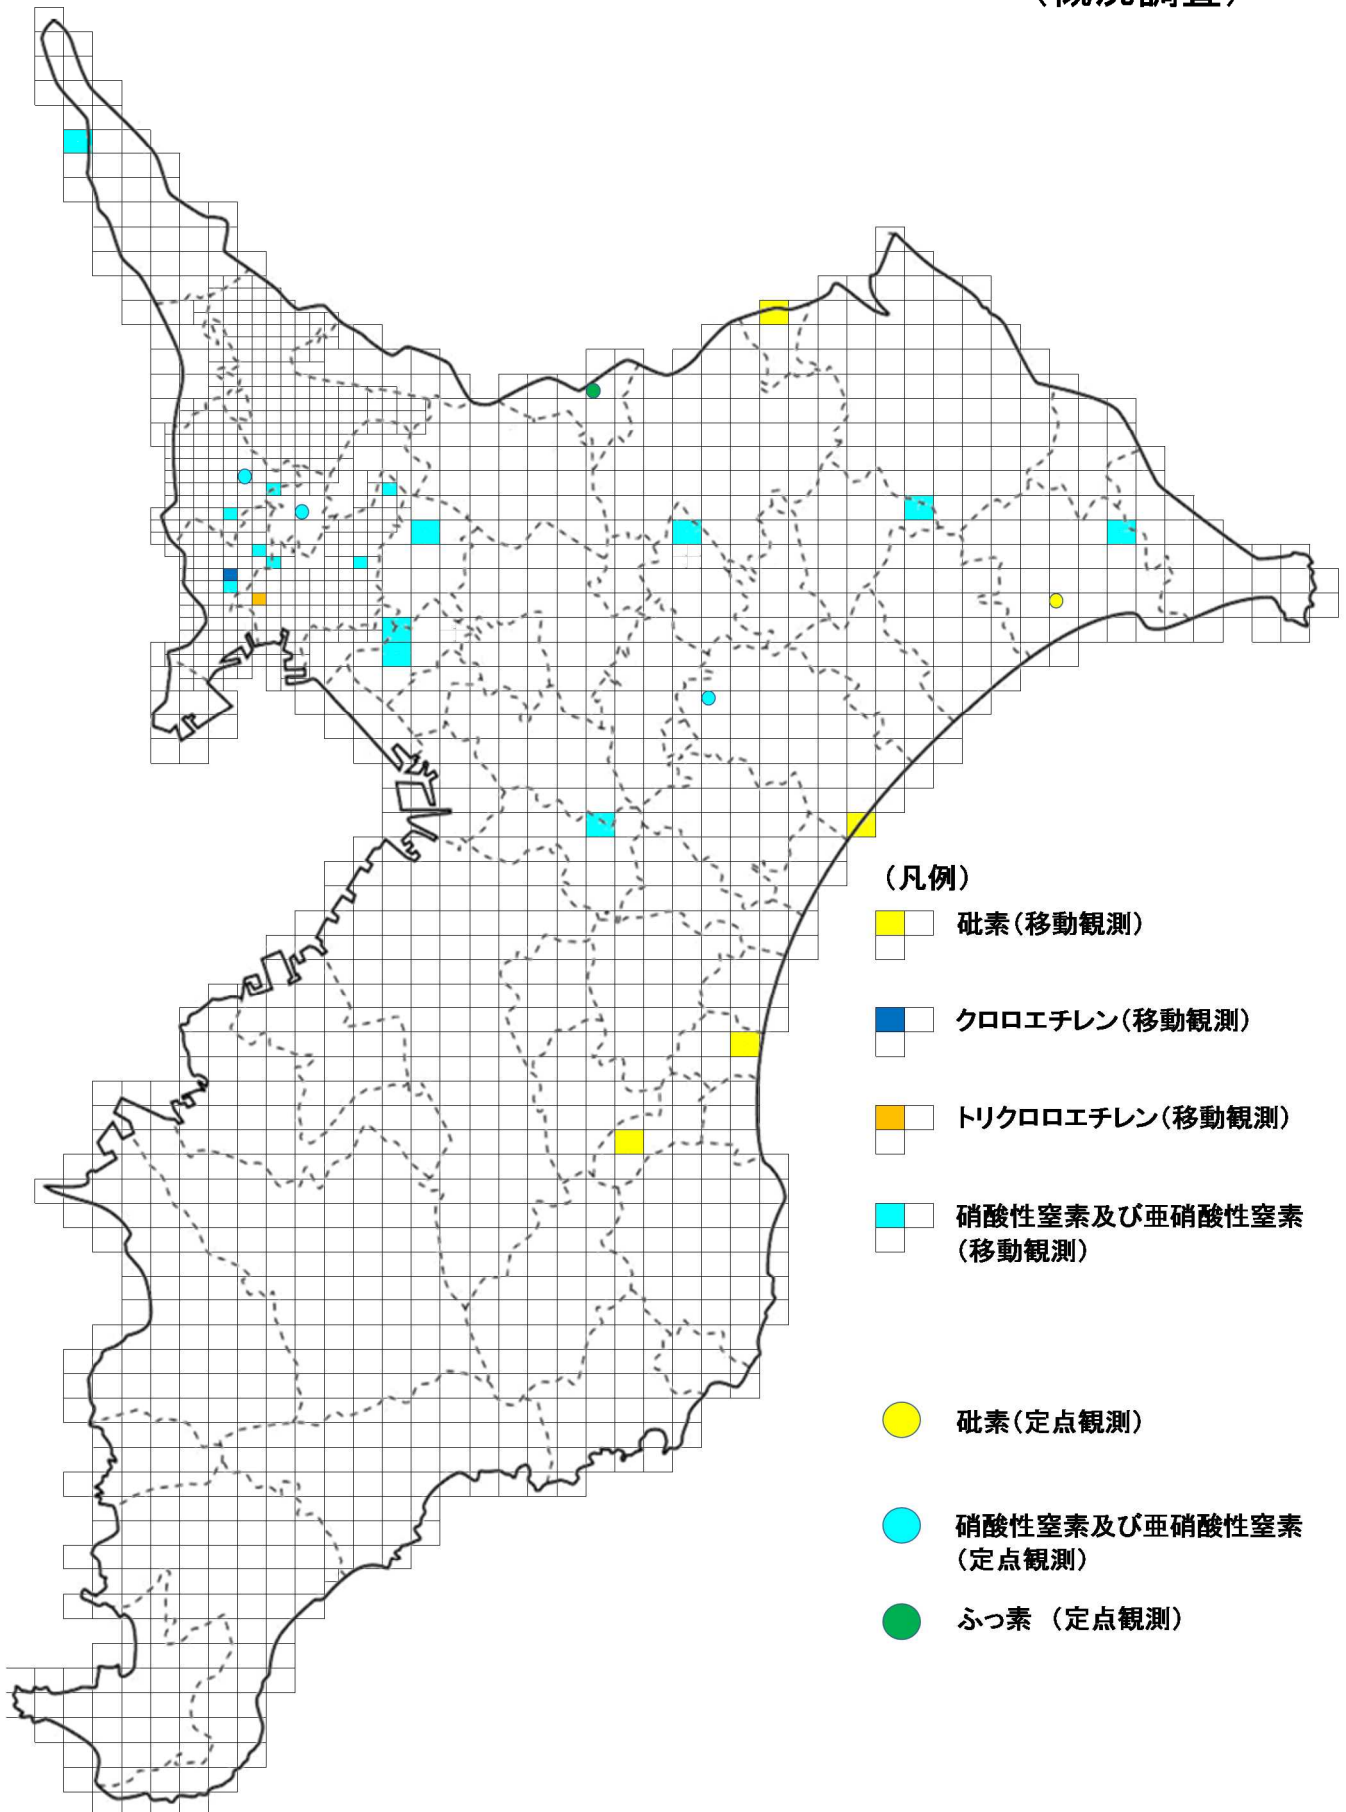 （概況調査）
（凡例）
砒素（移動観測）
クロロエチレン（移動観測）
トリクロロエチレン（移動観測）
硝酸性窒素及び亜硝酸性窒素
（移動観測）
砒素（定点観測）
硝酸性窒素及び亜硝酸性窒素
（定点観測）
ふっ素　（定点観測）